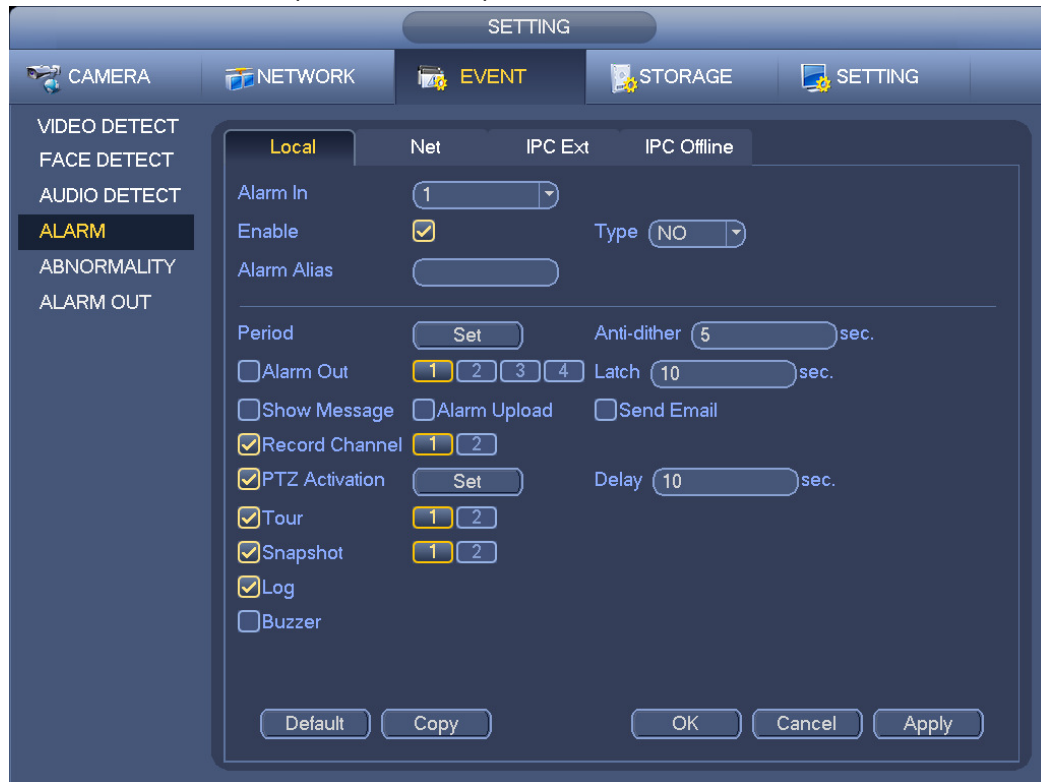 SETTING
CAMERA NETWORK EVENT STORAGE SETTING
VIDEO DETECT
FACE DETECT
AUDIO DETECT
ALARM
ABNORMALITY
ALARM OUT
Local Net IPC Ext IPC Offline
Alarm In 1
Enable Type NO
Alarm Alias
Period Set Anti-dither 5 sec.
Alarm Out 1 2 3 4 Latch 10 sec.
Show Message Alarm Upload Send Email
Record Channel 1 2
PTZ Activation Set Delay 10 sec.
Tour 1 2
Snapshot 1 2
Log
Buzzer
Default Copy OK Cancel Apply